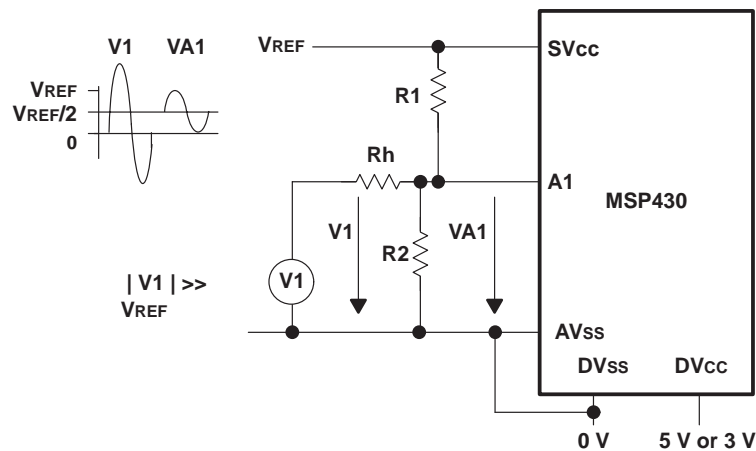 V1 VA1
VREF
VREF/2
0
VREF
SVcc
R1
Rh
A1
MSP430
V1
R2
VA1
V1
| V1 | >>
VREF
AVss
DVss DVcc
0 V 5 V or 3 V